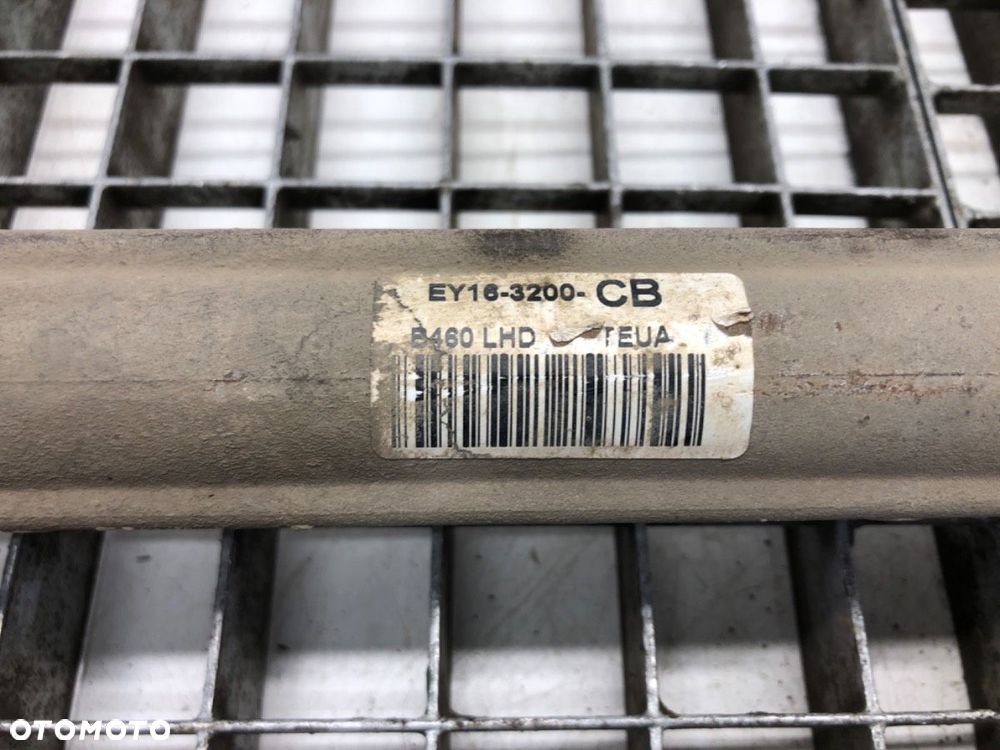 EY16-3200- CB
B460 LHD TEUA
OTOMOTO